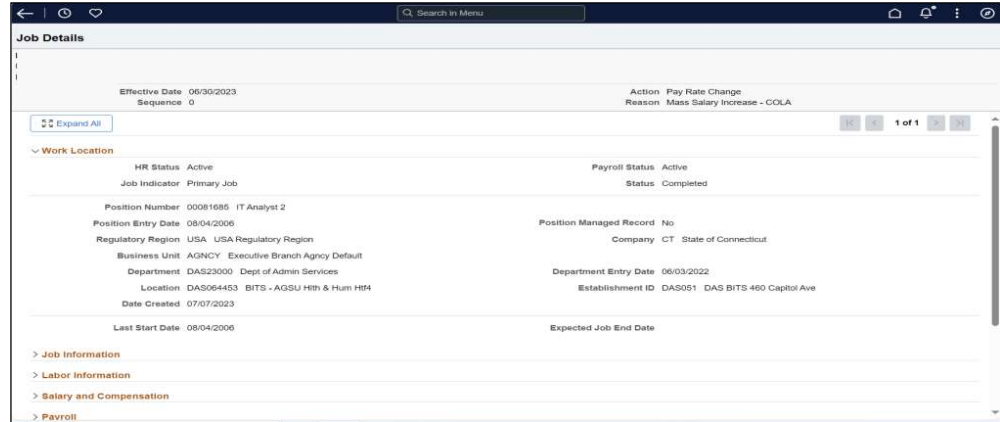 Search in Menu
Job Details
Effective Date 06/30/2023 Action Pay Rate Change
Sequence 0 Reason Mass Salary Increase - COLA
Expand All 1 of 1
Work Location
HR Status Active Payroll Status Active
Job Indicator Primary Job Status Completed
Position Number 00081685 IT Analyst 2
Position Entry Date 08/04/2006 Position Managed Record No
Regulatory Region USA USA Regulatory Region Company CT State of Connecticut
Business Unit AGNCY Executive Branch Agncy Default
Department DAS23000 Dept of Admin Services Department Entry Date 06/03/2022
Location DAS064453 BITS - AGSU Hlth & Hum Htf4 Establishment ID DAS051 DAS BITS 460 Capitol Ave
Date Created 07/07/2023
Last Start Date 08/04/2006 Expected Job End Date
Job Information
Labor Information
Salary and Compensation
Payroll